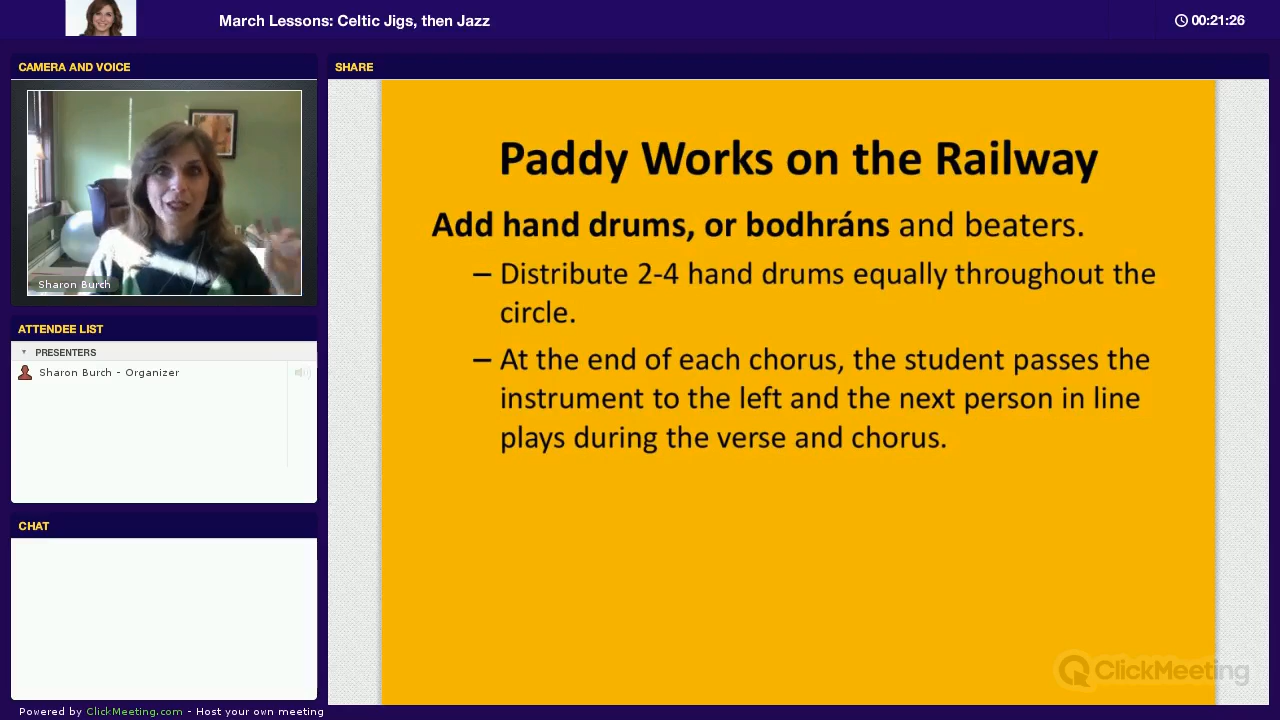 March Lessons: Celtic Jigs, then Jazz
00:21:26
CAMERA AND VOICE
Sharon Burch
ATTENDEE LIST
PRESENTERS
Sharon Burch - Organizer
CHAT
Powered by ClickMeeting.com - Host your own meeting
SHARE
Paddy Works on the Railway
Add hand drums, or bodhráns and beaters.
– Distribute 2-4 hand drums equally throughout the
circle.
– At the end of each chorus, the student passes the
instrument to the left and the next person in line
plays during the verse and chorus.
ClickMeeting